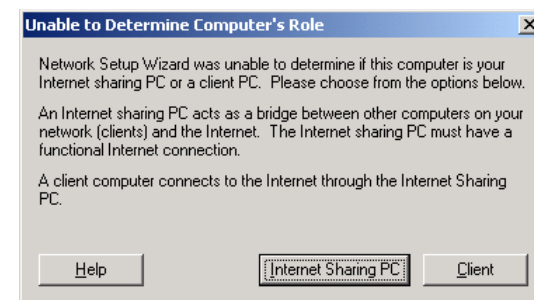 Unable to Determine Computer's Role
Network Setup Wizard was unable to determine if this computer is your
Internet sharing PC or a client PC. Please choose from the options below.
An Internet sharing PC acts as a bridge between other computers on your
network (clients) and the Internet. The Internet sharing PC must have a
functional Internet connection.
A client computer connects to the Internet through the Internet Sharing
PC.
Help Internet Sharing PC Client